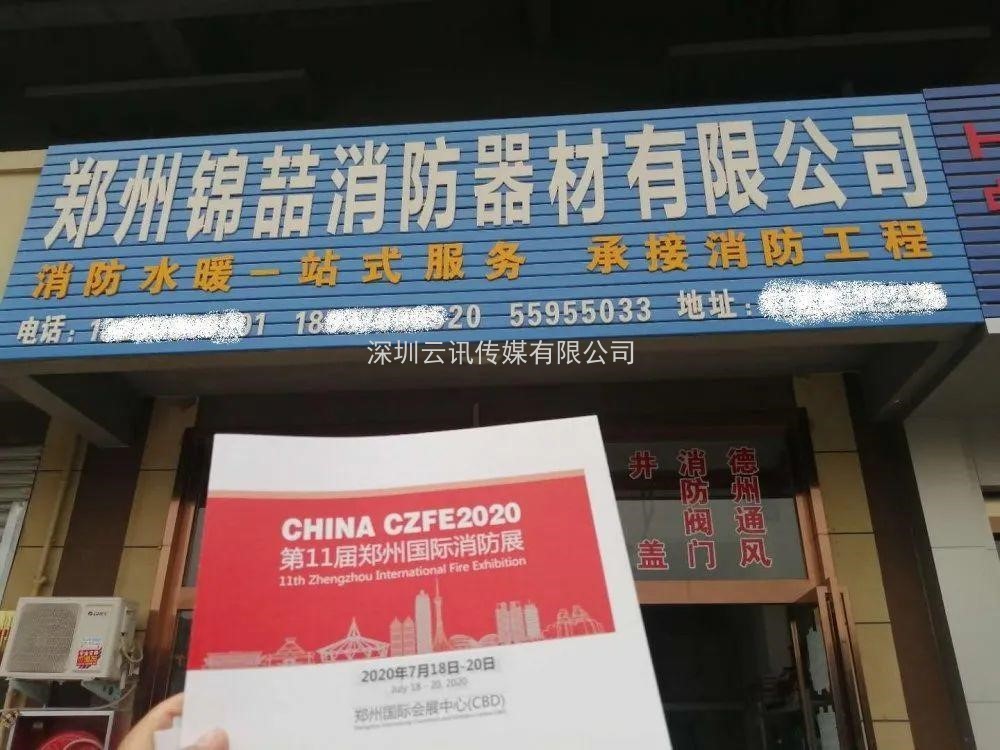 郑州锦喆消防器材有限公司
消防水暖一站式服务 承接消防工程
电话: 1 01 18 20 55955033 地址:
深圳云讯传媒有限公司
德州通风
消防阀门
井盖
CHINA CZFE2020
第11届郑州国际消防展
11th Zhengzhou International Fire Exhibition
2020年7月18日-20日
July 18 - 20, 2020
郑州国际会展中心(CBD)